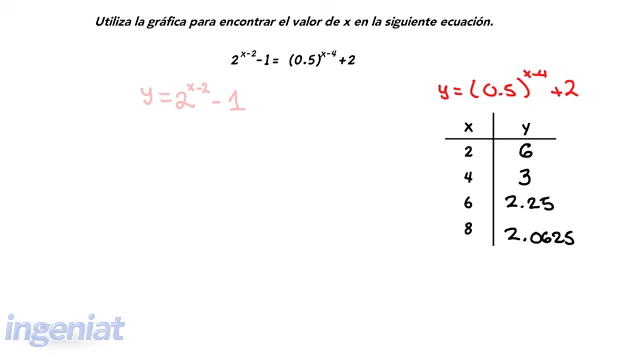 Utiliza la gráfica para encontrar el valor de x en la siguiente ecuación.
2^(x-2) - 1 = (0.5)^(x-4) + 2
y = 2^(x-2) - 1
y = (0.5)^(x-4) + 2
x y
2 6
4 3
6 2.25
8 2.0625
ingeniat